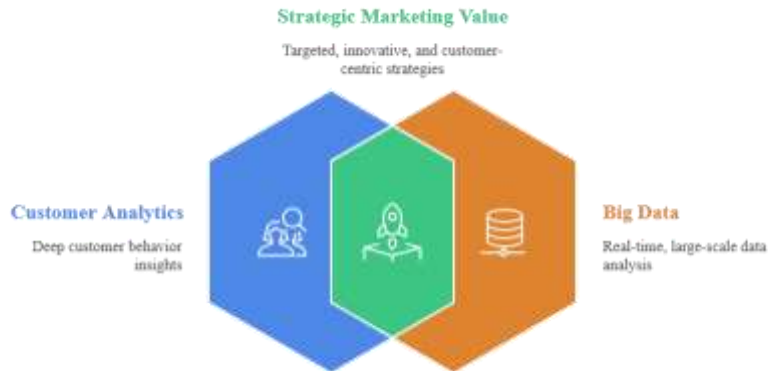 Strategic Marketing Value
Targeted, innovative, and customer-
centric strategies
Customer Analytics
Deep customer behavior
insights
Big Data
Real-time, large-scale data
analysis